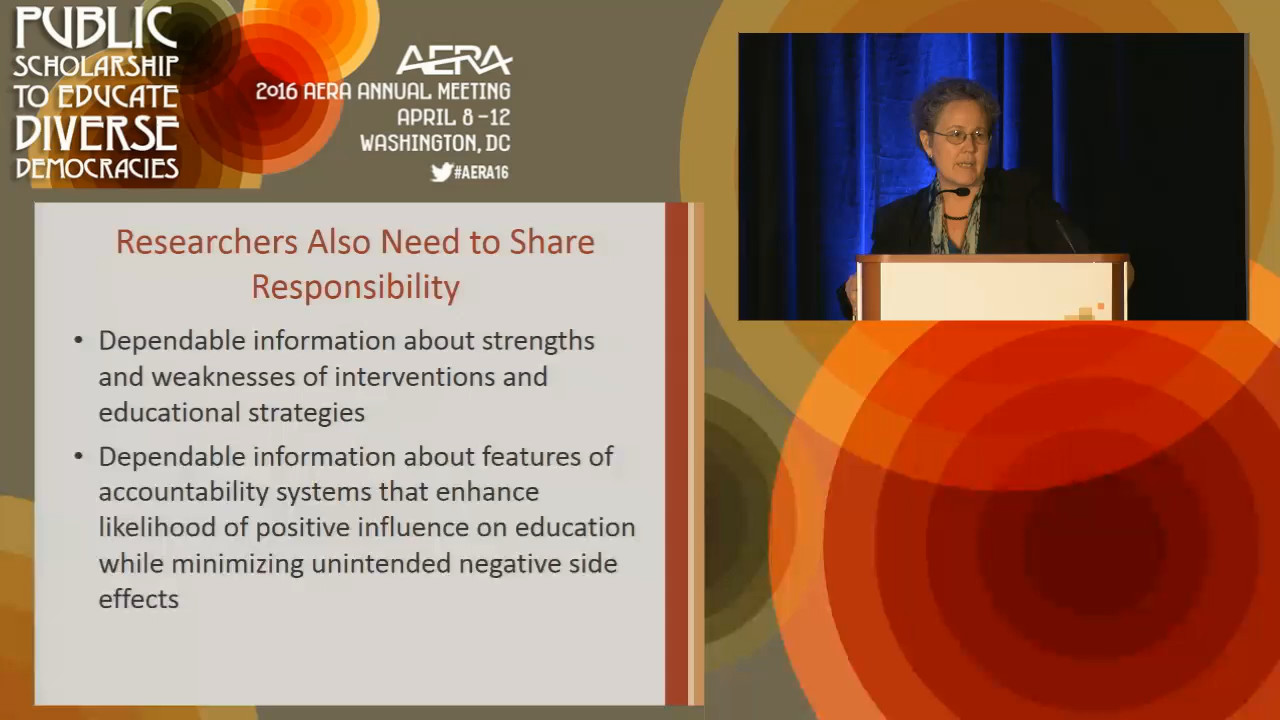 PUBLIC
SCHOLARSHIP
TO EDUCATE
DIVERSE
DEMOCRACIES
AERA
2016 AERA ANNUAL MEETING
APRIL 8–12
WASHINGTON, DC
#AERA16
Researchers Also Need to Share
Responsibility
• Dependable information about strengths
and weaknesses of interventions and
educational strategies
• Dependable information about features of
accountability systems that enhance
likelihood of positive influence on education
while minimizing unintended negative side
effects